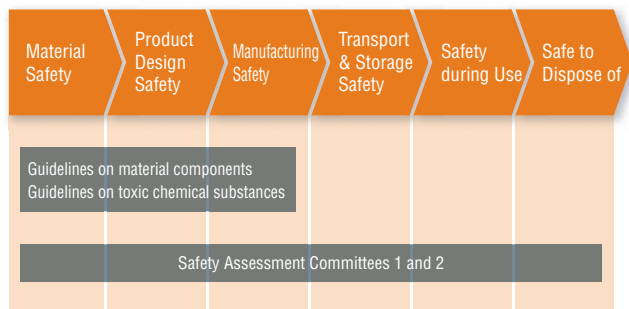 Material
Safety
Product
Design
Safety
Manufacturing
Safety
Transport
& Storage
Safety
Safety
during Use
Safe to
Dispose of
Guidelines on material components
Guidelines on toxic chemical substances
Safety Assessment Committees 1 and 2